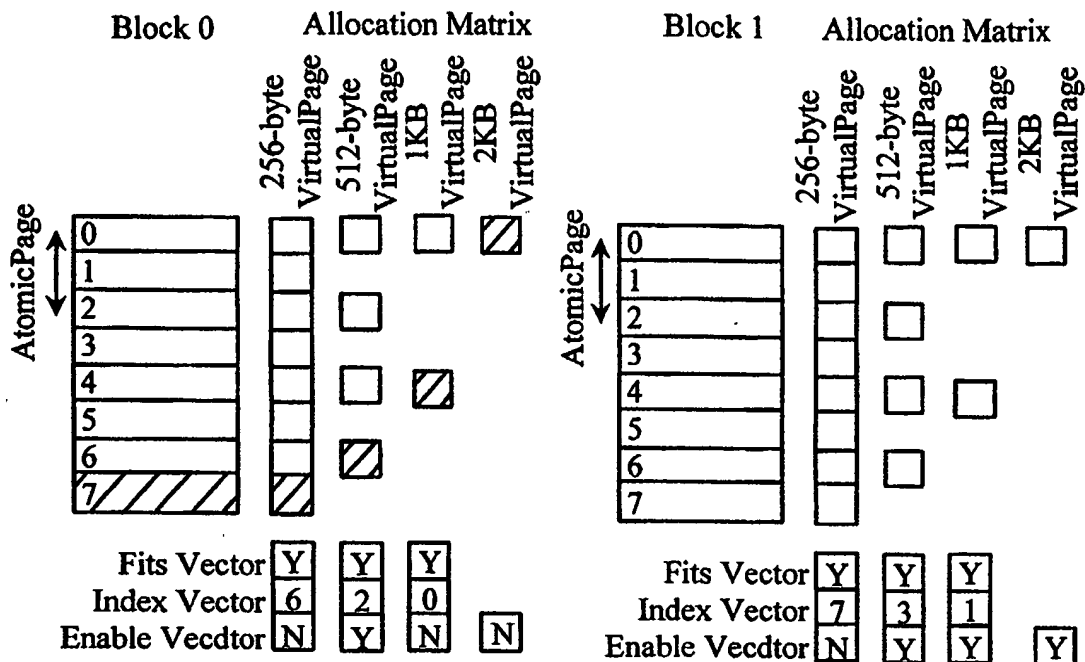 Block 0
Allocation Matrix
256-byte
VirtualPage
512-byte
VirtualPage
1KB
VirtualPage
2KB
VirtualPage
AtomicPage
0
1
2
3
4
5
6
7
Fits Vector Y Y Y
Index Vector 6 2 0
Enable Vecdtor N Y N N
Block 1
Allocation Matrix
256-byte
VirtualPage
512-byte
VirtualPage
1KB
VirtualPage
2KB
VirtualPage
AtomicPage
0
1
2
3
4
5
6
7
Fits Vector Y Y Y
Index Vector 7 3 1
Enable Vecdtor N Y Y Y